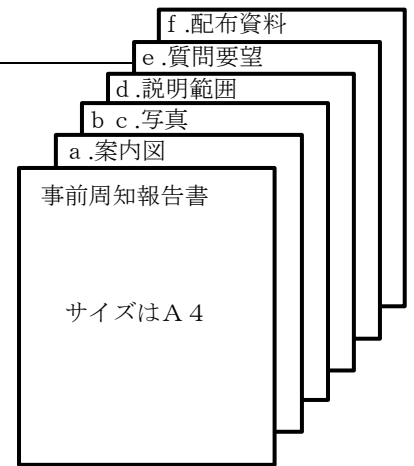 ｆ.配布資料
ｅ.質問要望
ｄ.説明範囲
ｂｃ.写真
ａ.案内図
事前周知報告書
サイズはＡ４